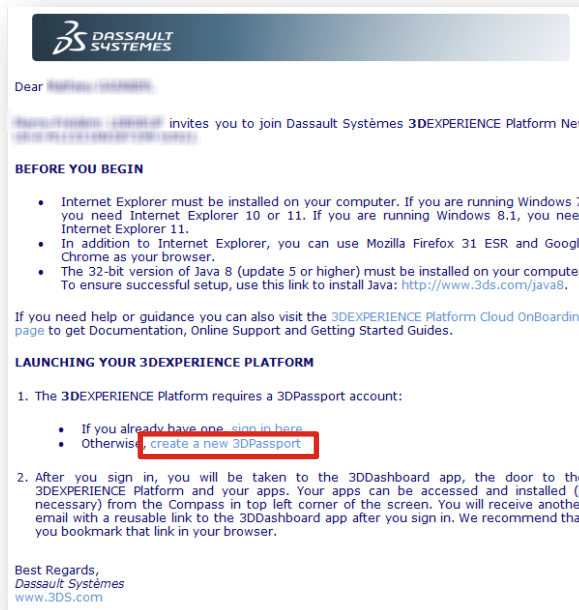 DASSAULT
SYSTEMES
Dear
invites you to join Dassault Systèmes 3DEXPERIENCE Platform Ne
BEFORE YOU BEGIN
• Internet Explorer must be installed on your computer. If you are running Windows 7
you need Internet Explorer 10 or 11. If you are running Windows 8.1, you nee
Internet Explorer 11.
• In addition to Internet Explorer, you can use Mozilla Firefox 31 ESR and Googl
Chrome as your browser.
• The 32-bit version of Java 8 (update 5 or higher) must be installed on your compute
To ensure successful setup, use this link to install Java: http://www.3ds.com/java8.
If you need help or guidance you can also visit the 3DEXPERIENCE Platform Cloud OnBoardin
page to get Documentation, Online Support and Getting Started Guides.
LAUNCHING YOUR 3DEXPERIENCE PLATFORM
1. The 3DEXPERIENCE Platform requires a 3DPassport account:
• If you already have one, sign in here
• Otherwise, create a new 3DPassport
2. After you sign in, you will be taken to the 3DDashboard app, the door to the
3DEXPERIENCE Platform and your apps. Your apps can be accessed and installed (
necessary) from the Compass in top left corner of the screen. You will receive anothe
email with a reusable link to the 3DDashboard app after you sign in. We recommend tha
you bookmark that link in your browser.
Best Regards,
Dassault Systèmes
www.3DS.com